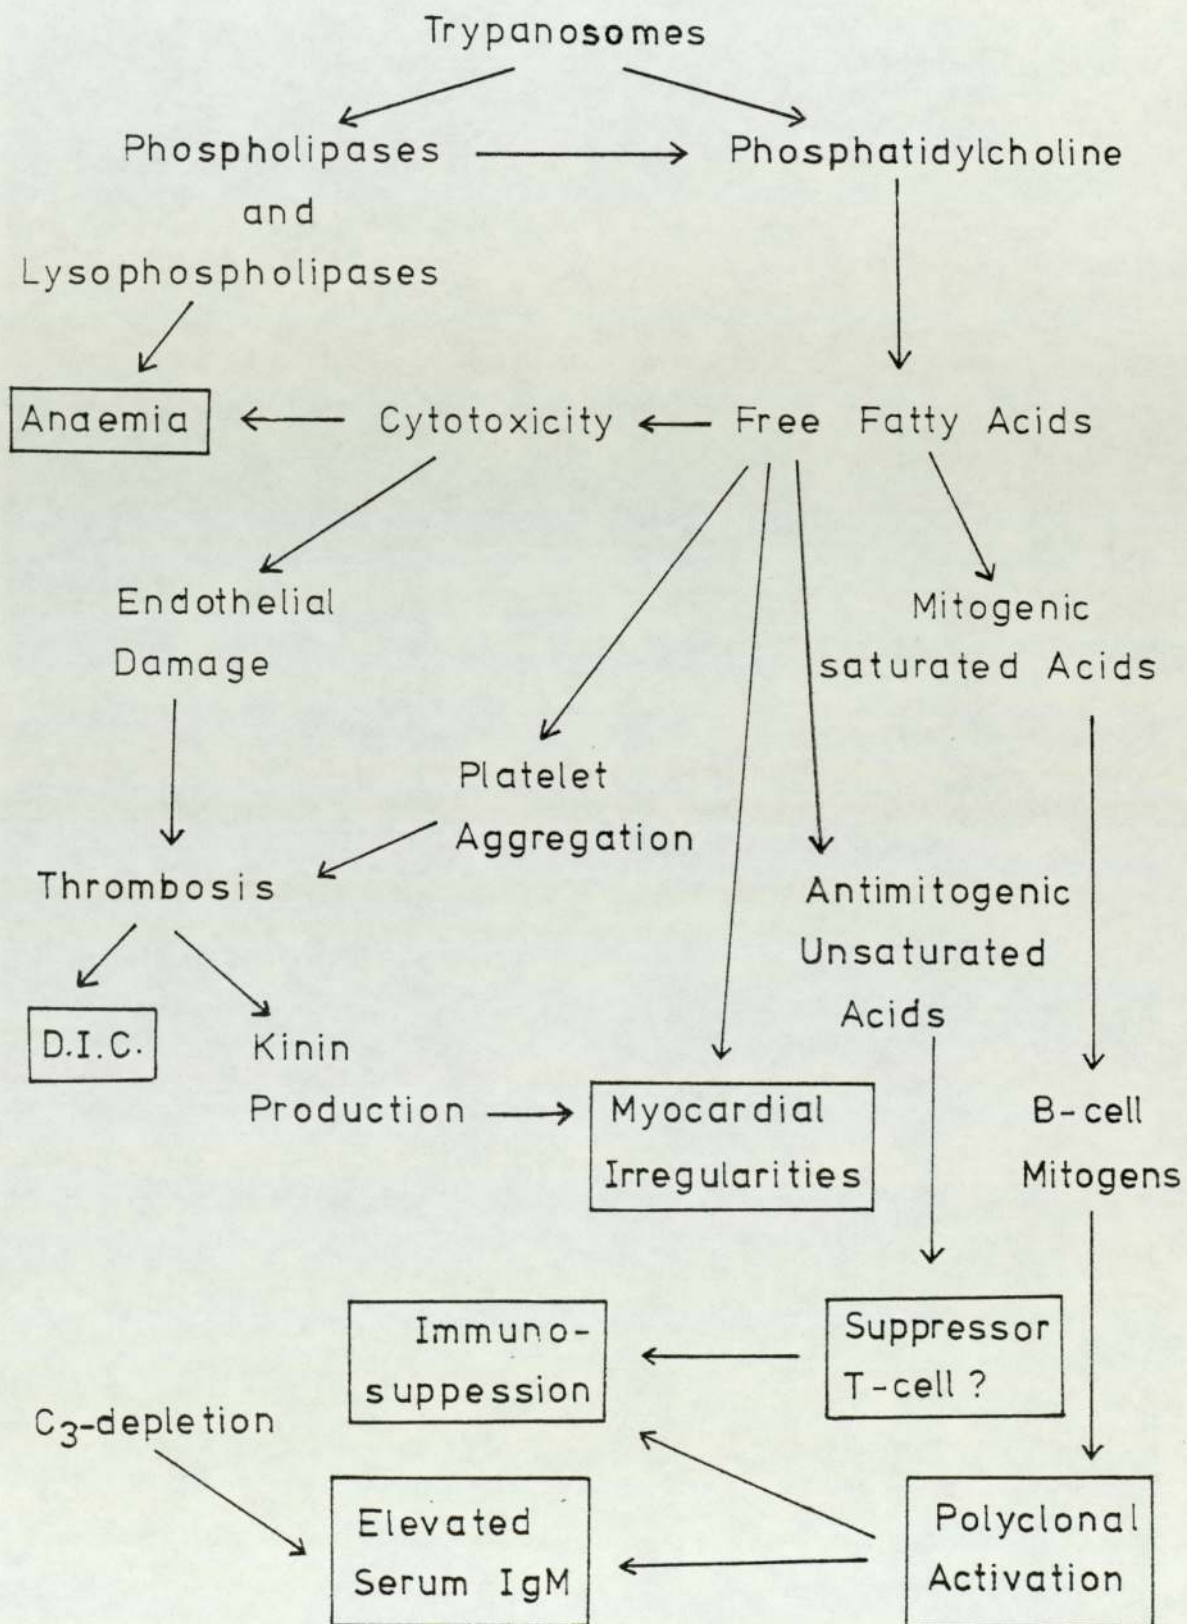 Trypanosomes
Phospholipases
and
Lysophospholipases
Phosphatidylcholine
Anaemia
Cytotoxicity
Free Fatty Acids
Endothelial
Damage
Mitogenic
saturated Acids
Platelet
Aggregation
Thrombosis
Antimitogenic
Unsaturated
Acids
D.I.C.
Kinin
Production
Myocardial
Irregularities
B-cell
Mitogens
Immuno-
suppession
Suppressor
T-cell ?
C3-depletion
Elevated
Serum IgM
Polyclonal
Activation